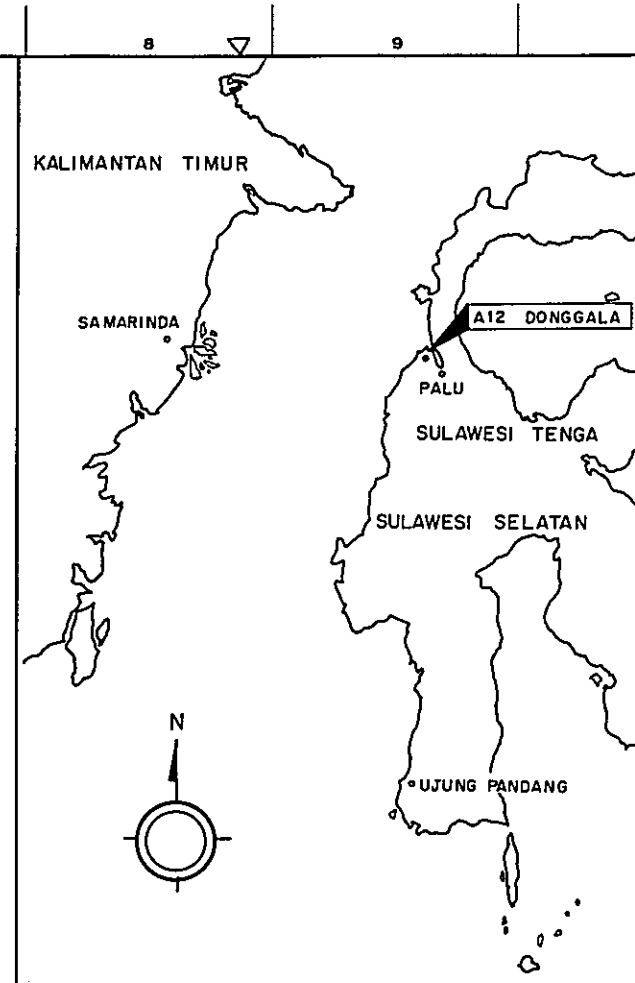 8 9
KALIMANTAN TIMUR
SAMARINDA
A12 DONGGALA
PALU
SULAWESI TENGA
SULAWESI SELATAN
N
UJUNG PANDANG